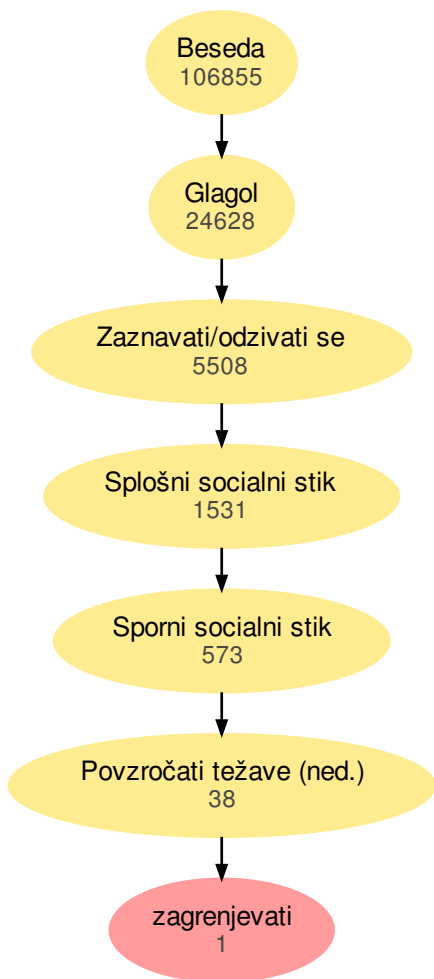 Beseda
106855
Glagol
24628
Zaznavati/odzivati se
5508
Splošni socialni stik
1531
Sporni socialni stik
573
Povzročati težave (ned.)
38
zagrenjevati
1